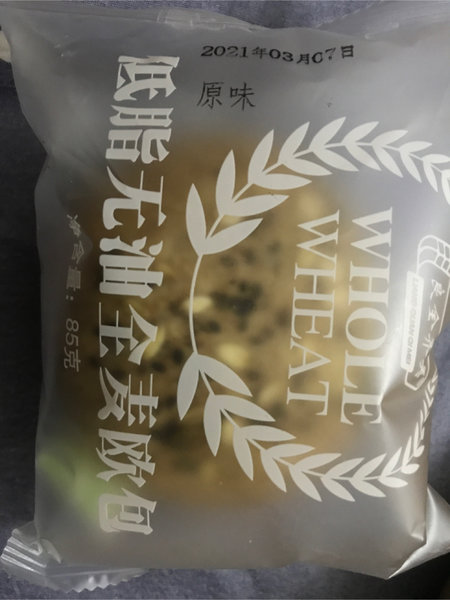 2021年03月07日
原味
低脂无油全麦欧包
净含量：85克
WHOLE
WHEAT